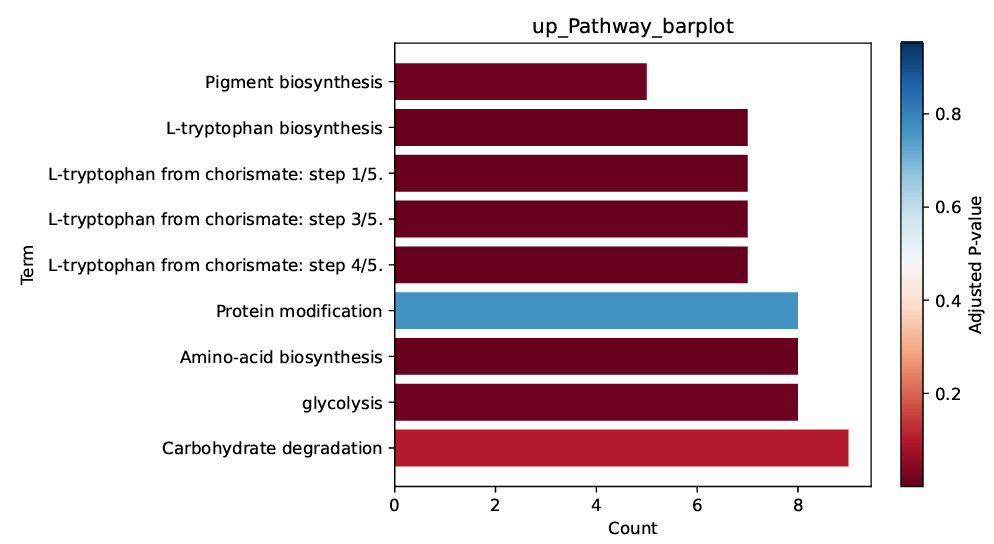 up_Pathway_barplot
Pigment biosynthesis
L-tryptophan biosynthesis
L-tryptophan from chorismate: step 1/5.
L-tryptophan from chorismate: step 3/5.
L-tryptophan from chorismate: step 4/5.
Protein modification
Amino-acid biosynthesis
glycolysis
Carbohydrate degradation
Term
0 2 4 6 8
Count
0.8
0.6
0.4
0.2
Adjusted P-value